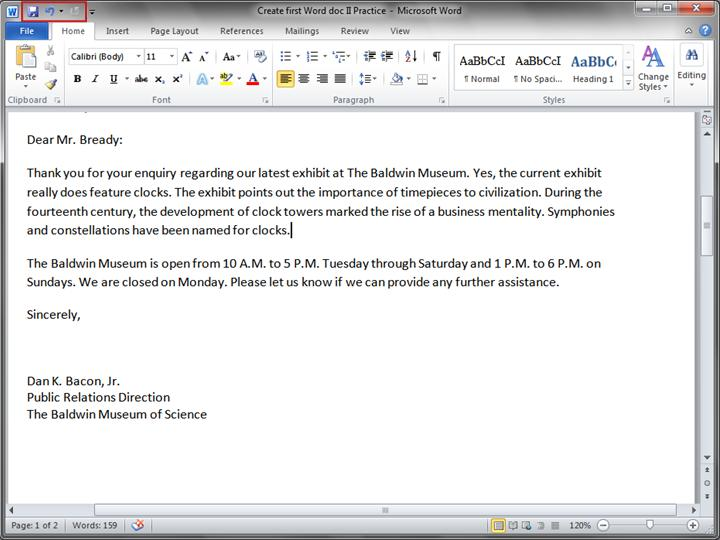 Create first Word doc II Practice - Microsoft Word
File Home Insert Page Layout References Mailings Review View
Calibri (Body) 11 A A Aa
Paste B I U abc X₂ X² A A
AaBbCcI AaBbCcI AaBbC
¶ Normal ¶ No Spaci... Heading 1
Change Styles
Editing
Clipboard Font Paragraph Styles
Dear Mr. Bready:
Thank you for your enquiry regarding our latest exhibit at The Baldwin Museum. Yes, the current exhibit
really does feature clocks. The exhibit points out the importance of timepieces to civilization. During the
fourteenth century, the development of clock towers marked the rise of a business mentality. Symphonies
and constellations have been named for clocks.
The Baldwin Museum is open from 10 A.M. to 5 P.M. Tuesday through Saturday and 1 P.M. to 6 P.M. on
Sundays. We are closed on Monday. Please let us know if we can provide any further assistance.
Sincerely,
Dan K. Bacon, Jr.
Public Relations Direction
The Baldwin Museum of Science
Page: 1 of 2 Words: 159 120%